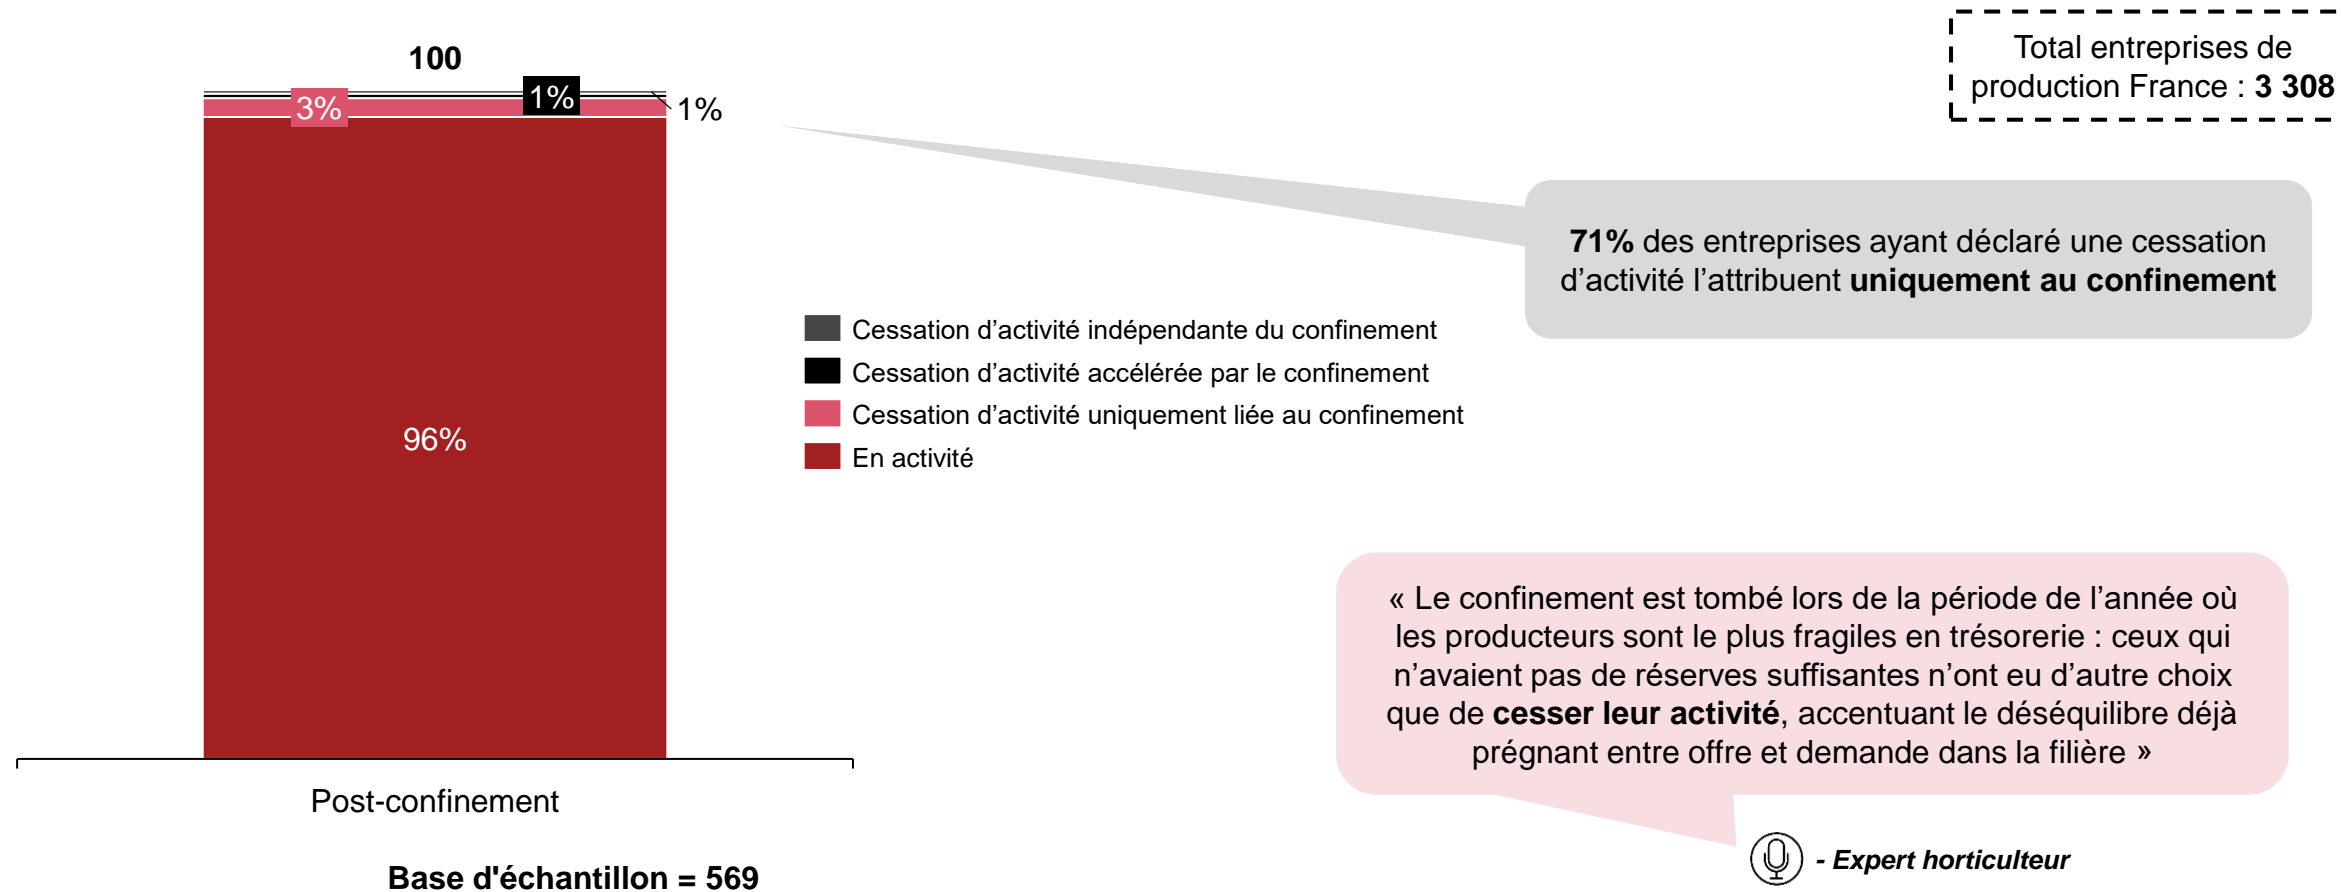 100
3%
1%
1%
96%
Post-confinement
Base d'échantillon = 569
Cessation d’activité indépendante du confinement
Cessation d’activité accélérée par le confinement
Cessation d’activité uniquement liée au confinement
En activité
Total entreprises de
production France : 3 308
71% des entreprises ayant déclaré une cessation
d’activité l’attribuent uniquement au confinement
« Le confinement est tombé lors de la période de l’année où
les producteurs sont le plus fragiles en trésorerie : ceux qui
n’avaient pas de réserves suffisantes n’ont eu d’autre choix
que de cesser leur activité, accentuant le déséquilibre déjà
prégnant entre offre et demande dans la filière »
- Expert horticulteur